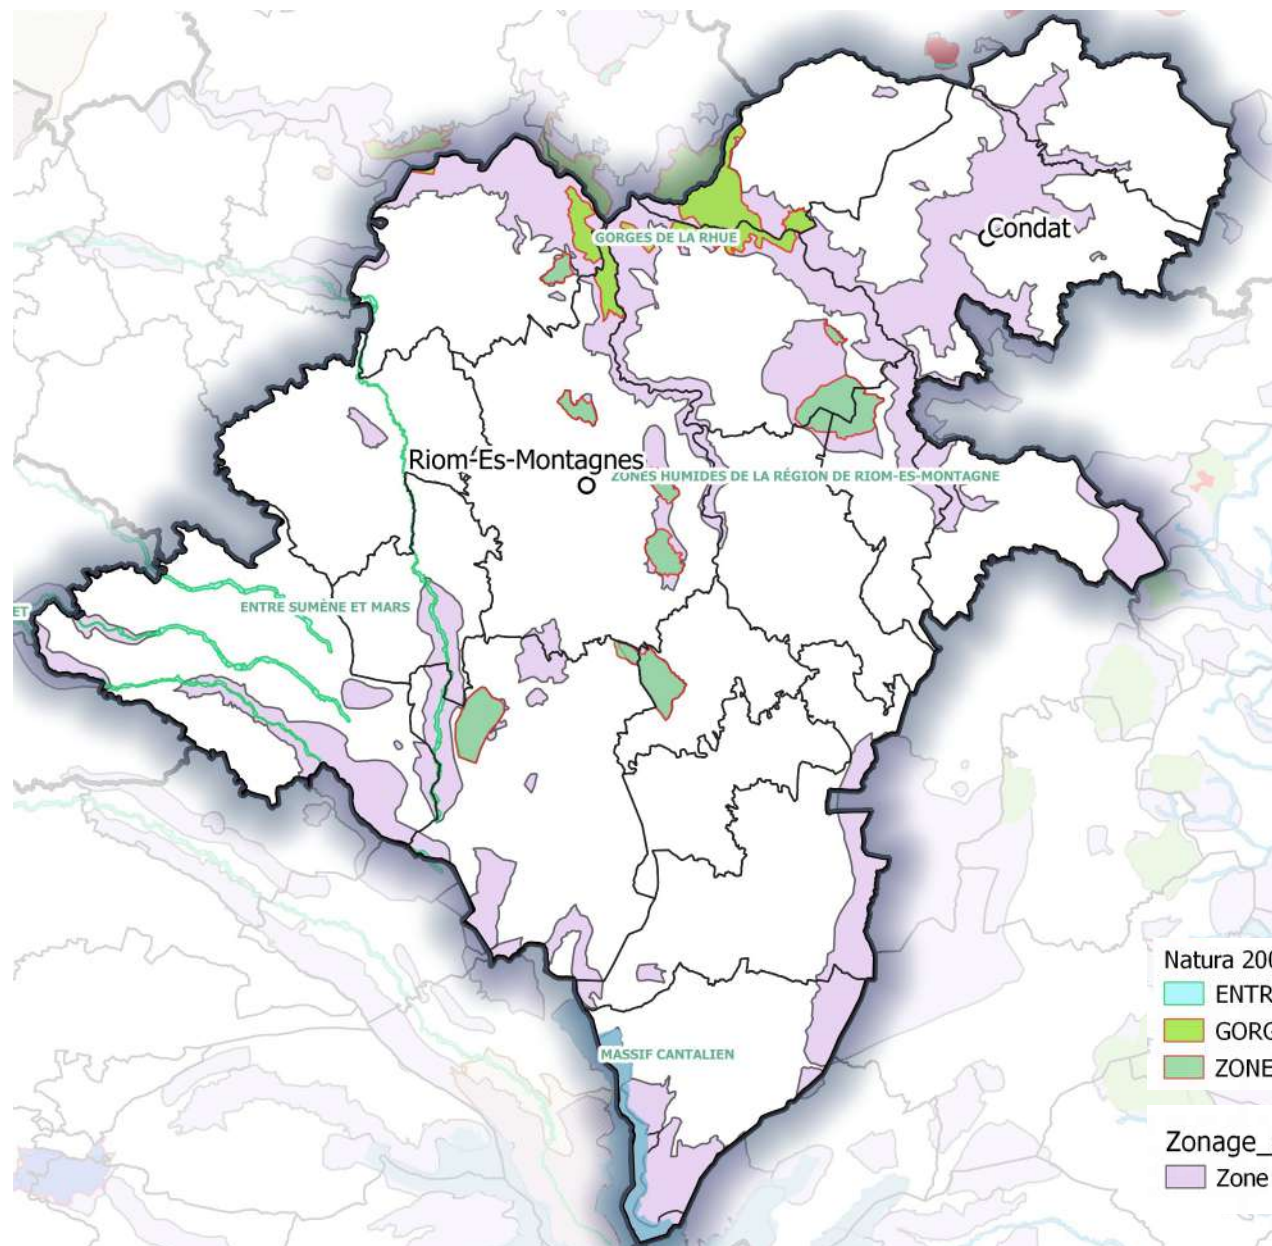 Condat
GORGES DE LA RHUE
Riom-Es-Montagnes
ZONES HUMIDES DE LA RÉGION DE RIOM-ES-MONTAGNE
ENTRE SUMÈNE ET MARS
ET
MASSIF CANTALIEN
Natura 200
ENTR
GORG
ZONE
Zonage_
Zone